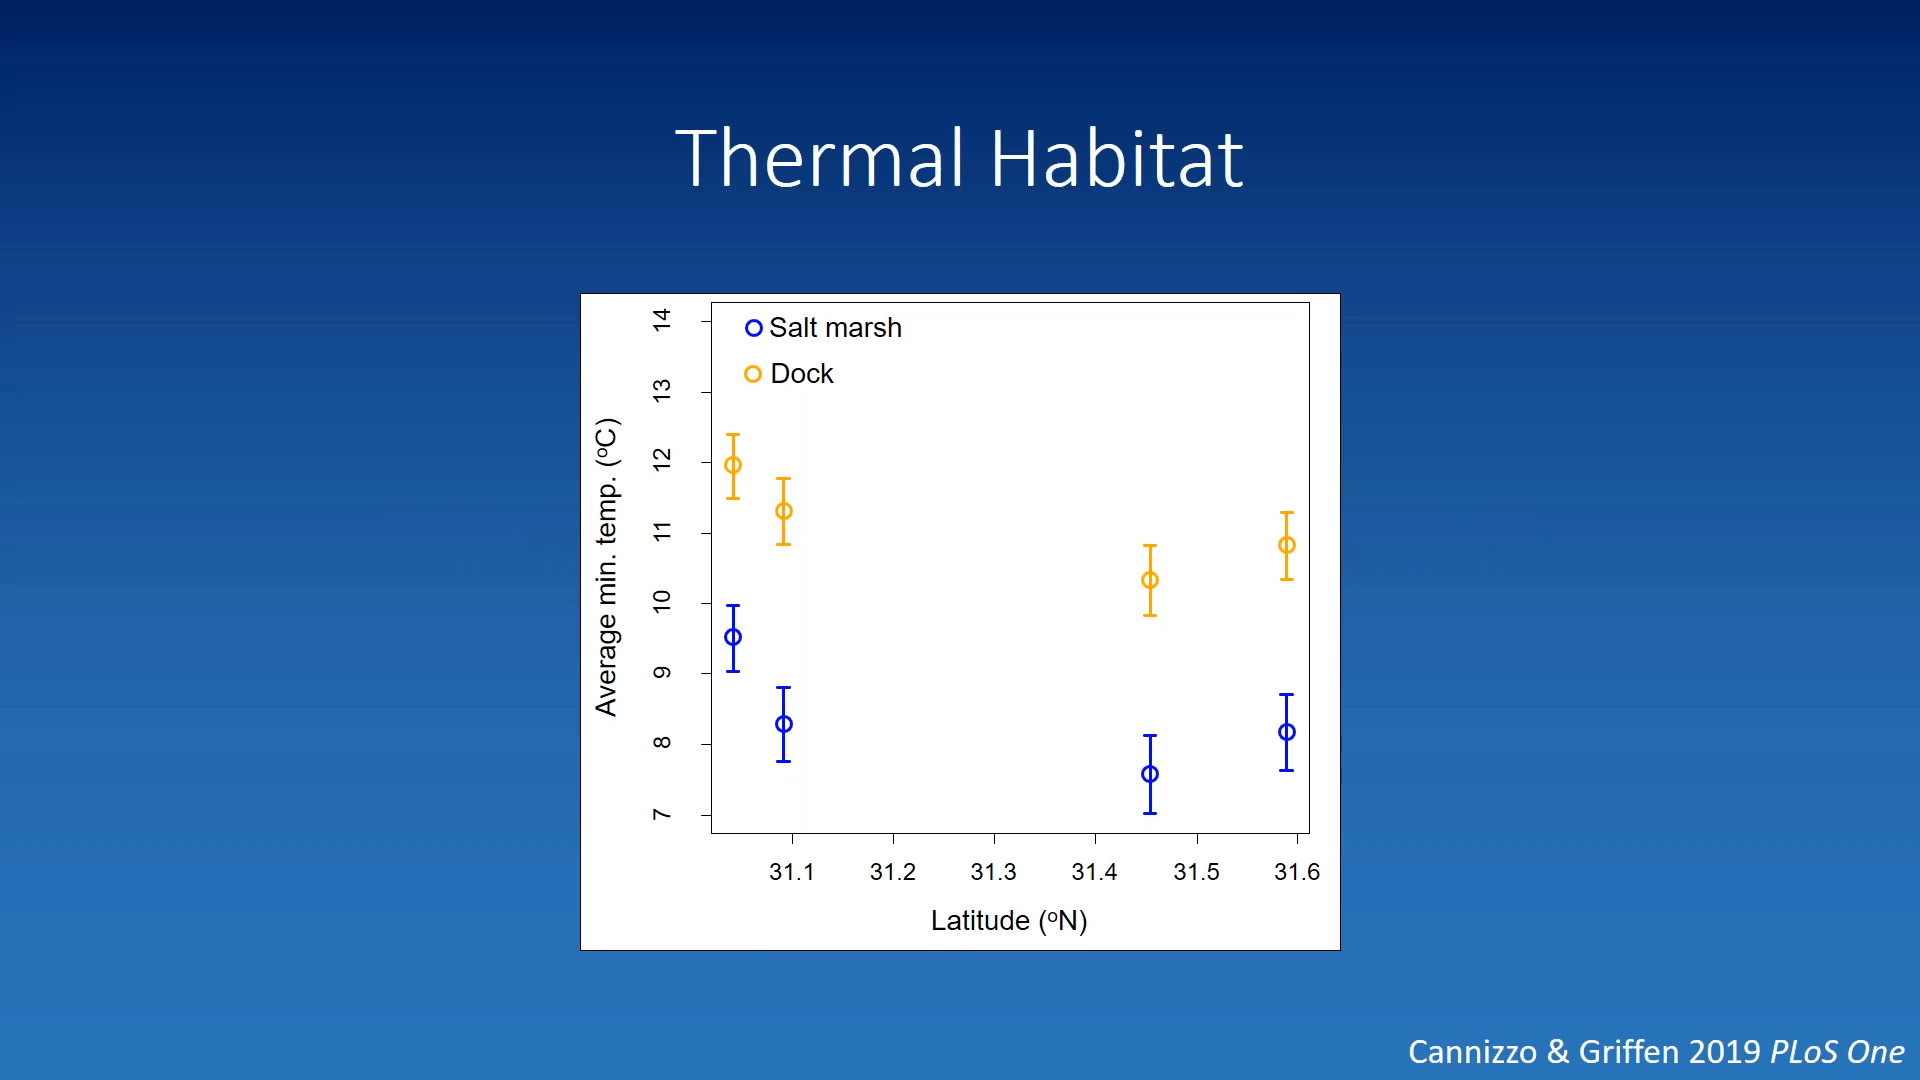 Thermal Habitat
Salt marsh
Dock
Average min. temp. (oC)
14
13
12
11
10
9
8
7
31.1 31.2 31.3 31.4 31.5 31.6
Latitude (oN)
Cannizzo & Griffen 2019 PLoS One